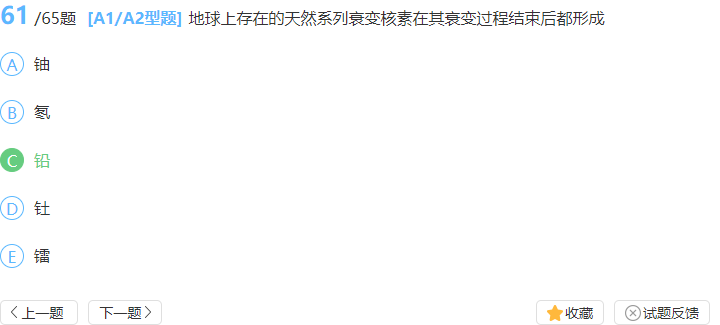 61 /65题 [A1/A2型题] 地球上存在的天然系列衰变核素在其衰变过程结束后都形成
A 铀
B 氡
C 铅
D 钍
E 镭
上一题 下一题 收藏 试题反馈